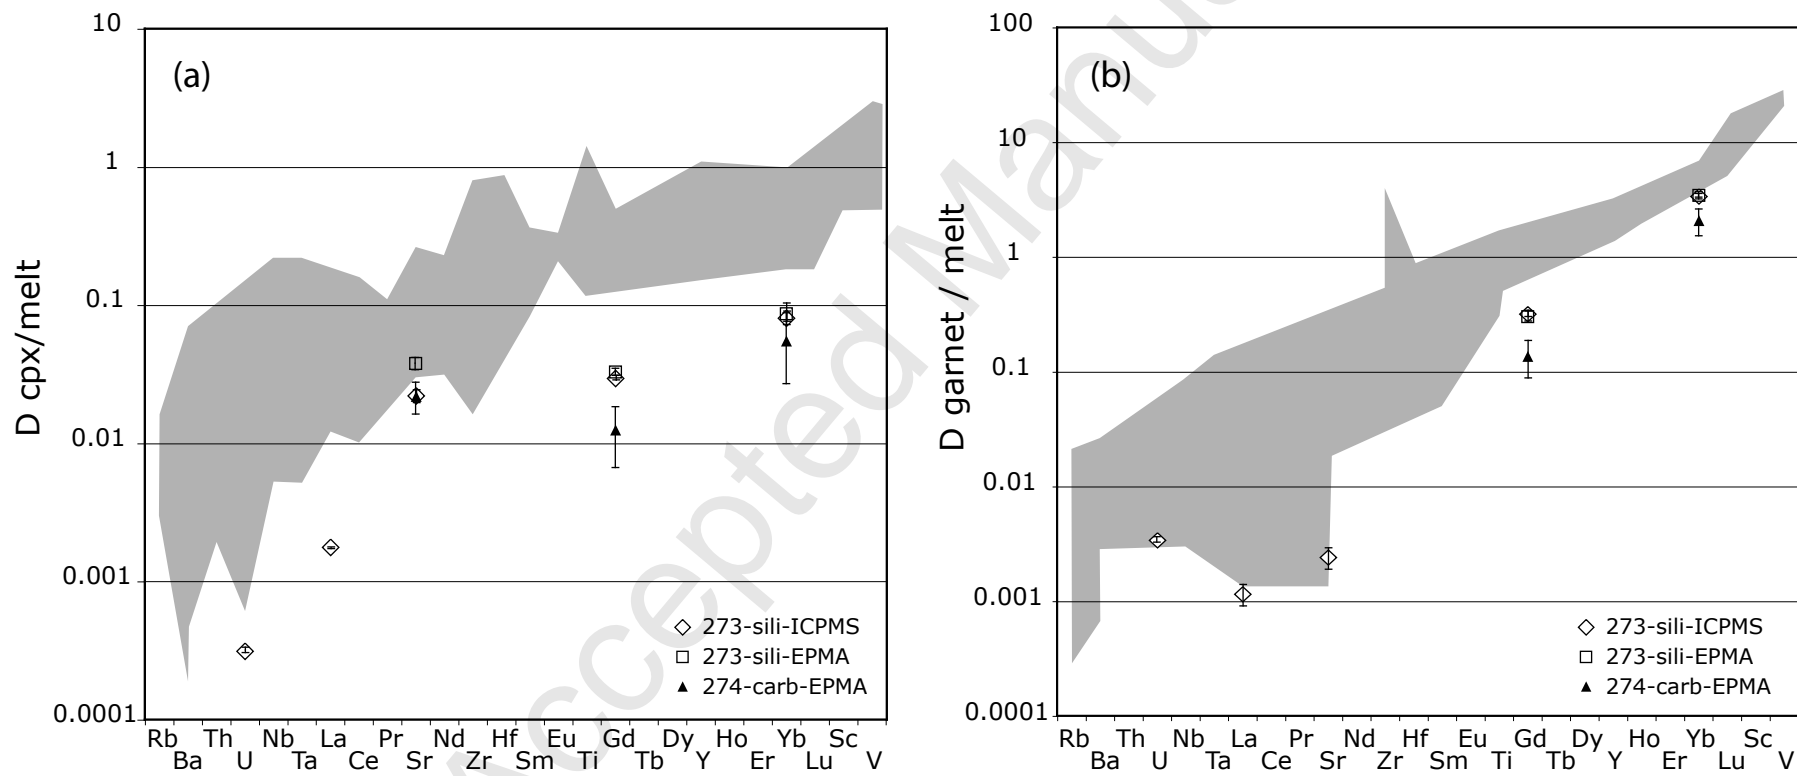 (a)
D cpx/melt
10
1
0.1
0.01
0.001
0.0001
273-sili-ICPMS
273-sili-EPMA
274-carb-EPMA
Rb Th Nb La Pr Nd Hf Eu Gd Dy Ho Yb Sc
Ba U Ta Ce Sr Zr Sm Ti Tb Y Er Lu V
(b)
D garnet / melt
100
10
1
0.1
0.01
0.001
0.0001
273-sili-ICPMS
273-sili-EPMA
274-carb-EPMA
Rb Th Nb La Pr Nd Hf Eu Gd Dy Ho Yb Sc
Ba U Ta Ce Sr Zr Sm Ti Tb Y Er Lu V
Accepted Manu